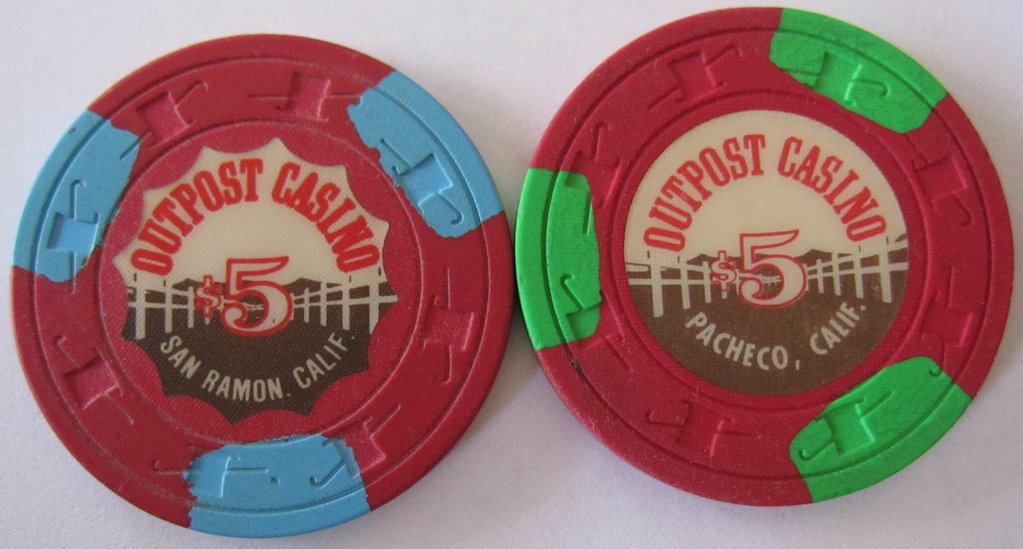 OUTPOST CASINO
$5
SAN RAMON. CALIF.
OUTPOST CASINO
$5
PACHECO, CALIF.